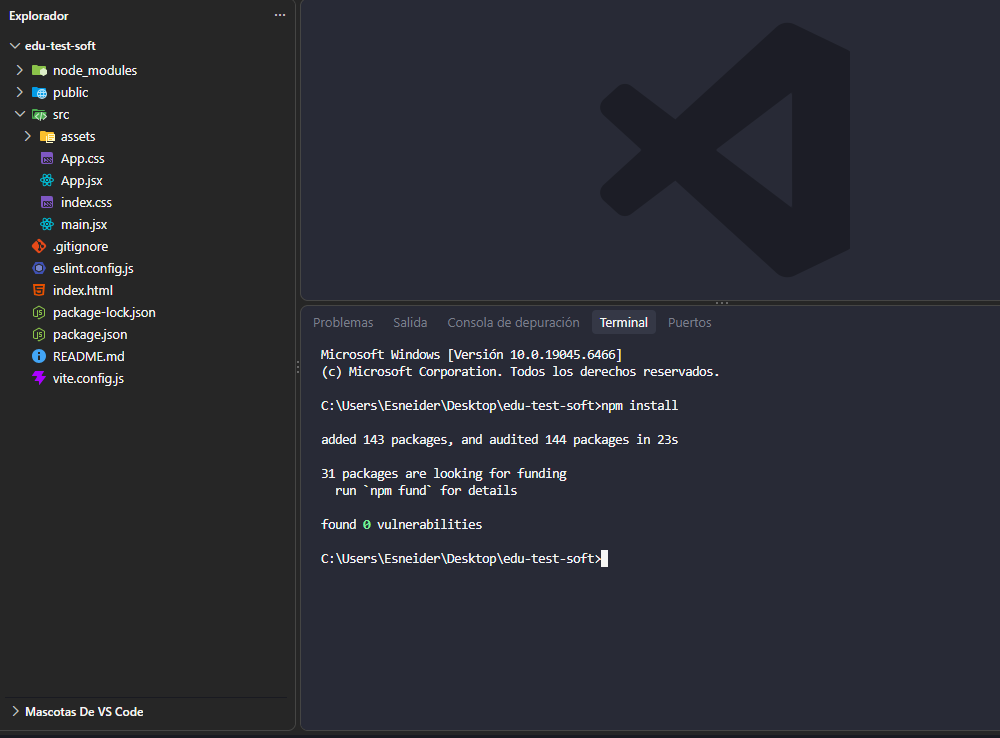 Explorador
edu-test-soft
node_modules
public
src
assets
App.css
App.jsx
index.css
main.jsx
.gitignore
eslint.config.js
index.html
package-lock.json
package.json
README.md
vite.config.js
Mascotas De VS Code
Problemas Salida Consola de depuración Terminal Puertos
Microsoft Windows [Versión 10.0.19045.6466]
(c) Microsoft Corporation. Todos los derechos reservados.
C:\Users\Esneider\Desktop\edu-test-soft>npm install
added 143 packages, and audited 144 packages in 23s
31 packages are looking for funding
run `npm fund` for details
found 0 vulnerabilities
C:\Users\Esneider\Desktop\edu-test-soft>